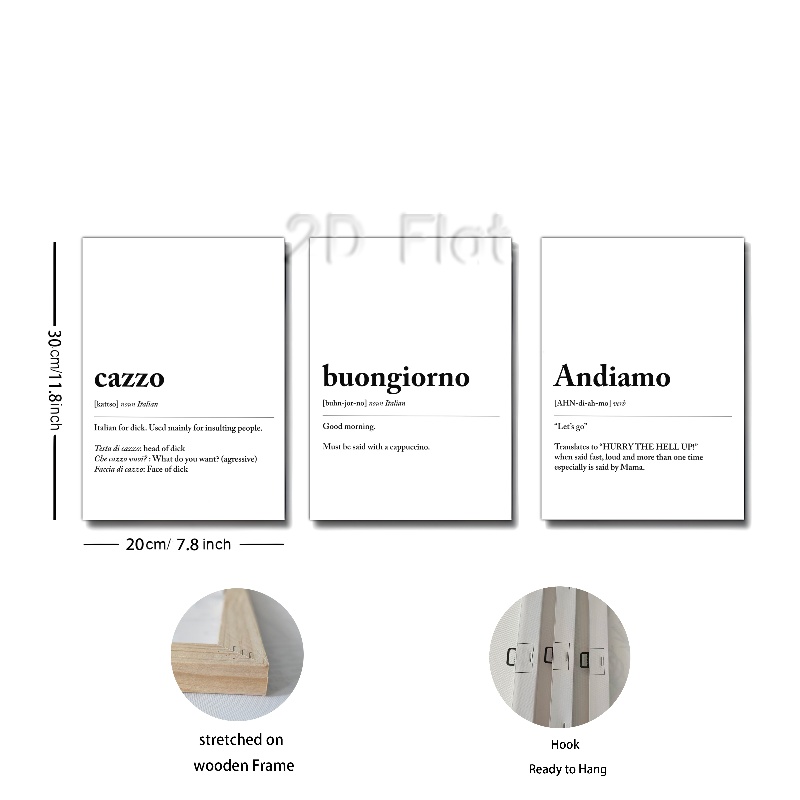 2D Flat
cazzo
[kattso] noun Italian
Italian for dick. Used mainly for insulting people.
Testa di cazzo: head of dick
Che cazzo vuoi? : What do you want? (agressive)
Faccia di cazzo: Face of dick
buongiorno
[bohn-jor-no] noun Italian
Good morning.
Must be said with a cappuccino.
Andiamo
[AHN-di-ah-mo] verb
“Let's go”
Translates to “HURRY THE HELL UP!”
when said fast, loud and more than one time
especially is said by Mama.
30cm/11.8inch
20cm/ 7.8 inch
stretched on
wooden Frame
Hook
Ready to Hang